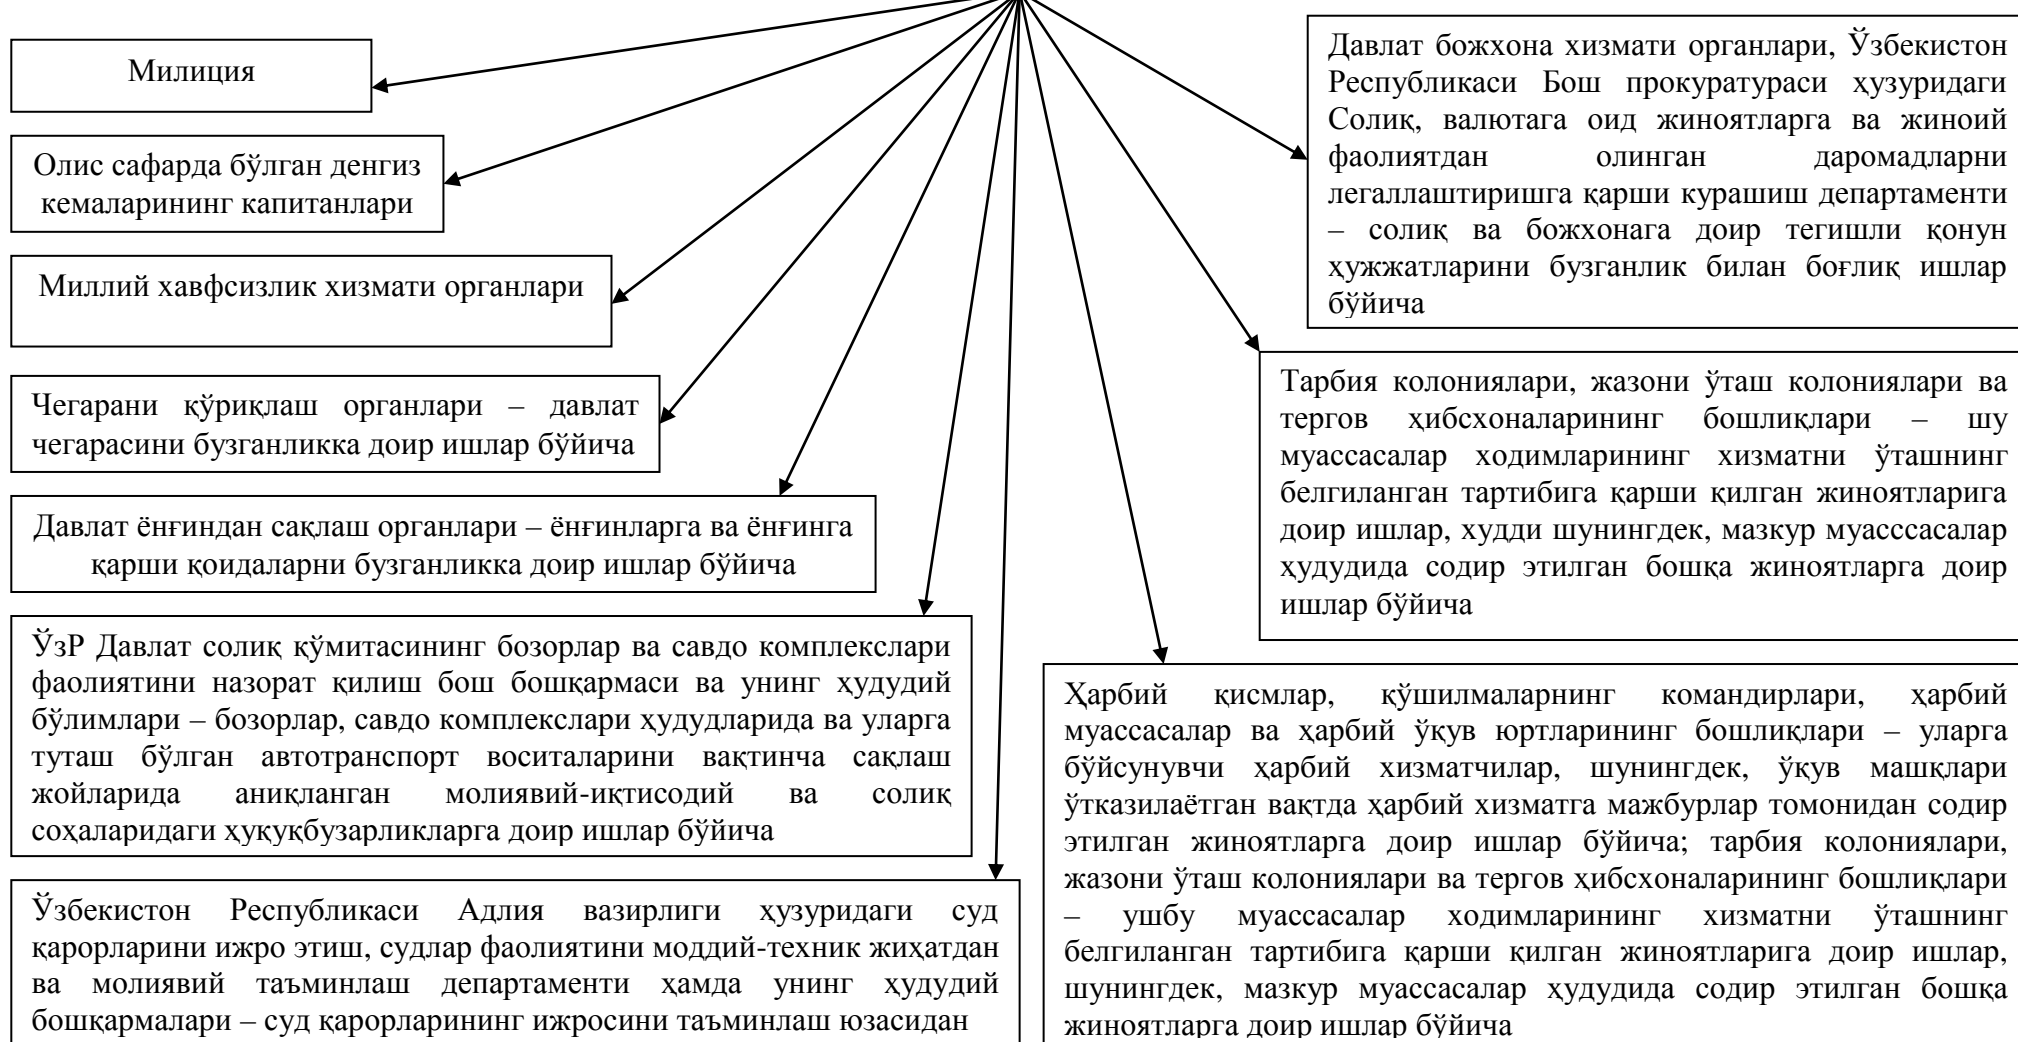 Милиция
Олис сафарда бўлган денгиз
кемаларининг капитанлари
Миллий хавфсизлик хизмати органлари
Чегарани қўриқлаш органлари – давлат
чегарасини бузганликка доир ишлар бўйича
Давлат ёнғиндан сақлаш органлари – ёнғинларга ва ёнғинга
қарши қоидаларни бузганликка доир ишлар бўйича
ЎзР Давлат солиқ қўмитасининг бозорлар ва савдо комплекслари
фаолиятини назорат қилиш бош бошқармаси ва унинг ҳудудий
бўлимлари – бозорлар, савдо комплекслари ҳудудларида ва уларга
туташ бўлган автотранспорт воситаларини вақтинча сақлаш
жойларида аниқланган молиявий-иқтисодий ва солиқ
соҳаларидаги ҳуқуқбузарликларга доир ишлар бўйича
Ўзбекистон Республикаси Адлия вазирлиги ҳузуридаги суд
қарорларини ижро этиш, судлар фаолиятини моддий-техник жиҳатдан
ва молиявий таъминлаш департаменти ҳамда унинг ҳудудий
бошқармалари – суд қарорларининг ижросини таъминлаш юзасидан
Давлат божхона хизмати органлари, Ўзбекистон
Республикаси Бош прокуратураси ҳузуридаги
Солиқ, валютага оид жиноятларга ва жиноий
фаолиятдан олинган даромадларни
легаллаштиришга қарши курашиш департаменти
– солиқ ва божхонага доир тегишли қонун
ҳужжатларини бузганлик билан боғлиқ ишлар
бўйича
Тарбия колониялари, жазони ўташ колониялари ва
тергов ҳибсхоналарининг бошлиқлари – шу
муассасалар ходимларининг хизматни ўташнинг
белгиланган тартибига қарши қилган жиноятларига
доир ишлар, худди шунингдек, мазкур муасссасалар
ҳудудида содир этилган бошқа жиноятларга доир
ишлар бўйича
Ҳарбий қисмлар, қўшилмаларнинг командирлари, ҳарбий
муассасалар ва ҳарбий ўқув юртларининг бошлиқлари – уларга
бўйсунувчи ҳарбий хизматчилар, шунингдек, ўқув машқлари
ўтказилаётган вақтда ҳарбий хизматга мажбурлар томонидан содир
этилган жиноятларга доир ишлар бўйича; тарбия колониялари,
жазони ўташ колониялари ва тергов ҳибсхоналарининг бошлиқлари
– ушбу муассасалар ходимларининг хизматни ўташнинг
белгиланган тартибига қарши қилган жиноятларига доир ишлар,
шунингдек, мазкур муассасалар ҳудудида содир этилган бошқа
жиноятларга доир ишлар бўйича